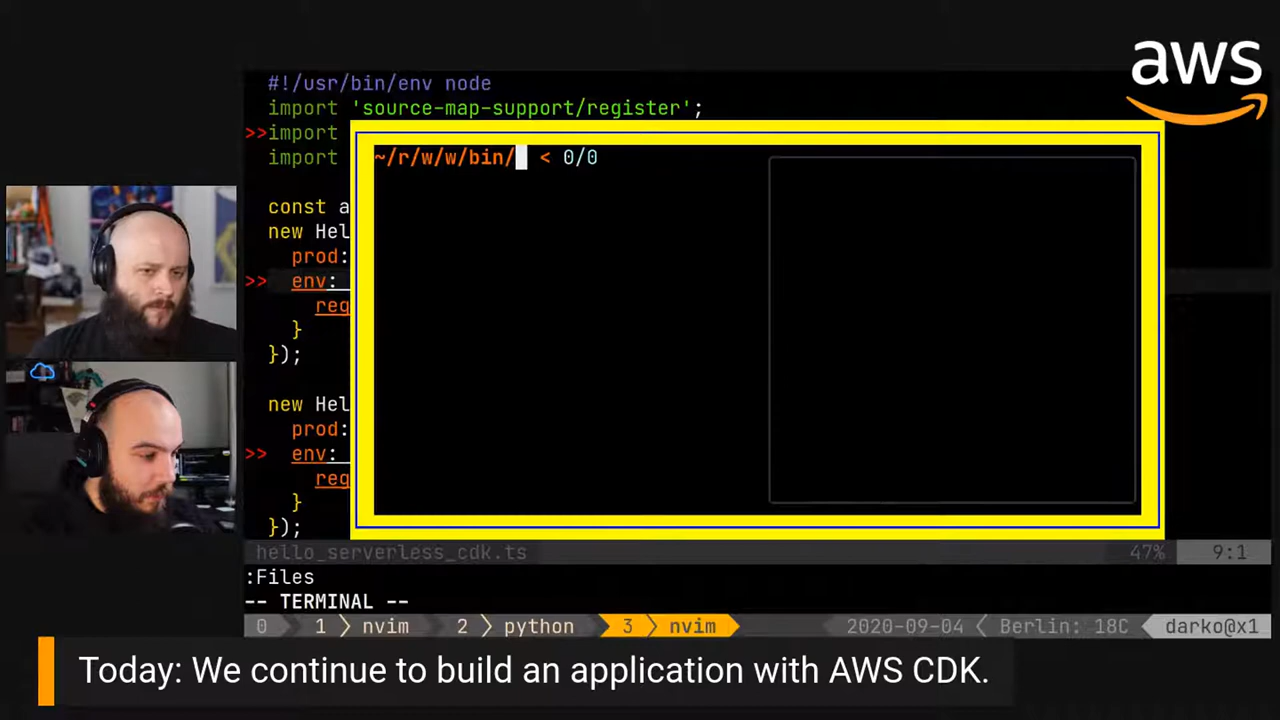 aws
#!/usr/bin/env node
import 'source-map-support/register';
>>import
import
~/r/w/w/bin/ < 0/0
const a
new Hel
prod:
>> env:
reg
}
});
new Hel
prod:
>> env:
reg
}
});
hello_serverless_cdk.ts 47% 9:1
:Files
-- TERMINAL --
0 1 nvim 2 python 3 nvim 2020-09-04 Berlin: 18C darko@x1
Today: We continue to build an application with AWS CDK.